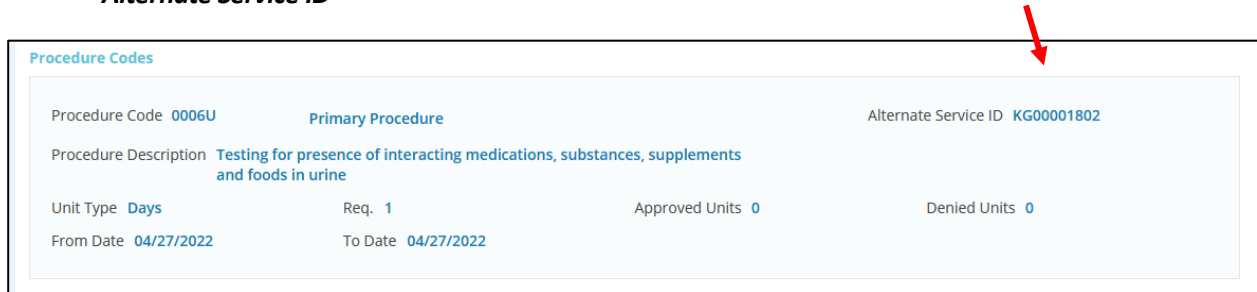 Alternate Service ID
Procedure Codes
Procedure Code 0006U Primary Procedure Alternate Service ID KG00001802
Procedure Description Testing for presence of interacting medications, substances, supplements
and foods in urine
Unit Type Days Req. 1 Approved Units 0 Denied Units 0
From Date 04/27/2022 To Date 04/27/2022